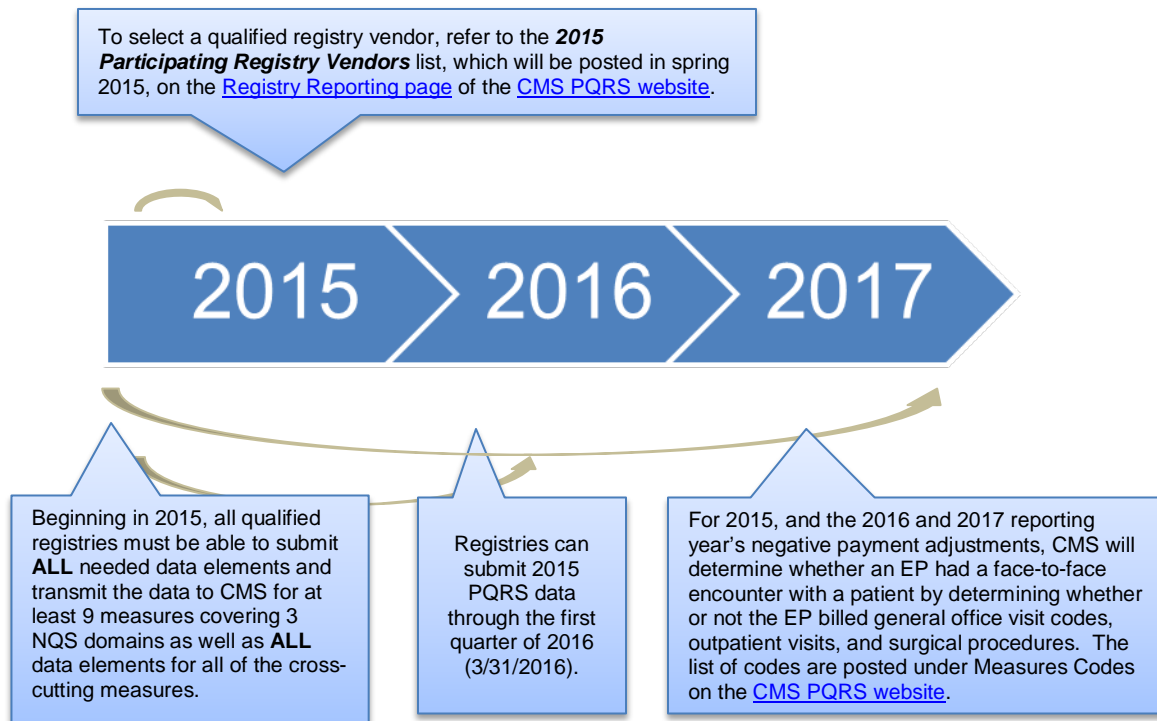 To select a qualified registry vendor, refer to the 2015
Participating Registry Vendors list, which will be posted in spring
2015, on the Registry Reporting page of the CMS PQRS website.
2015
2016
2017
Beginning in 2015, all qualified
registries must be able to submit
ALL needed data elements and
transmit the data to CMS for at
least 9 measures covering 3
NQS domains as well as ALL
data elements for all of the cross-
cutting measures.
Registries can
submit 2015
PQRS data
through the first
quarter of 2016
(3/31/2016).
For 2015, and the 2016 and 2017 reporting
year’s negative payment adjustments, CMS will
determine whether an EP had a face-to-face
encounter with a patient by determining whether
or not the EP billed general office visit codes,
outpatient visits, and surgical procedures.  The
list of codes are posted under Measures Codes
on the CMS PQRS website.